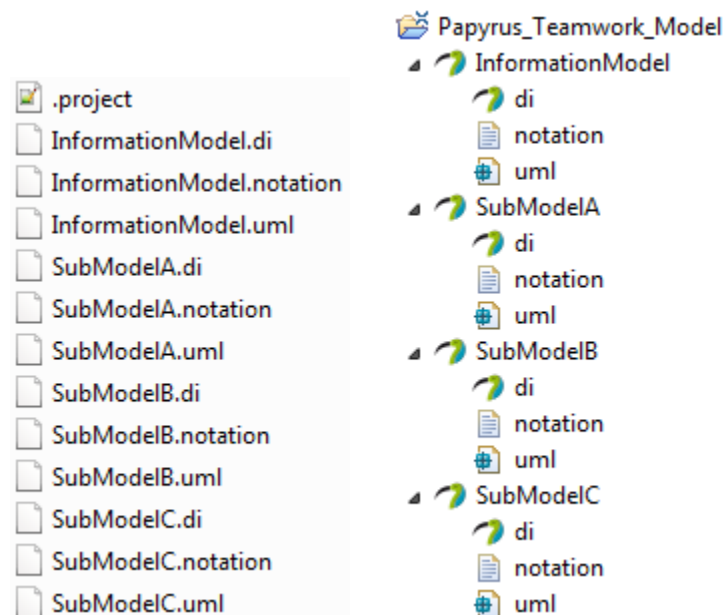 .project
InformationModel.di
InformationModel.notation
InformationModel.uml
SubModelA.di
SubModelA.notation
SubModelA.uml
SubModelB.di
SubModelB.notation
SubModelB.uml
SubModelC.di
SubModelC.notation
SubModelC.uml
Papyrus_Teamwork_Model
InformationModel
di
notation
uml
SubModelA
di
notation
uml
SubModelB
di
notation
uml
SubModelC
di
notation
uml